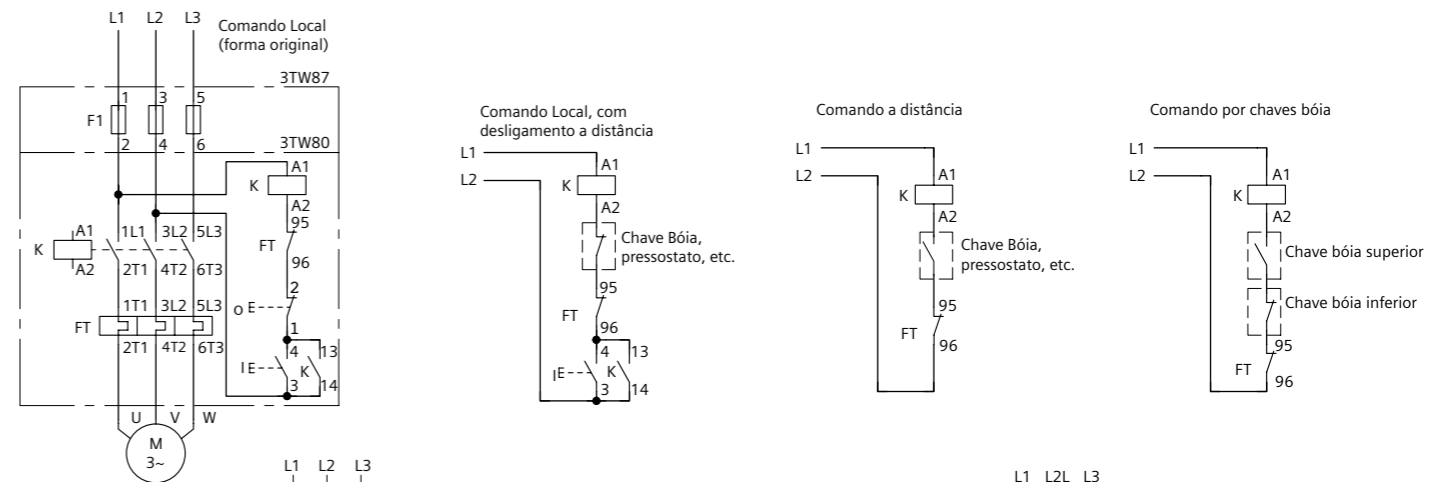 L1 L2 L3
Comando Local
(forma original)
3TW87
1 3 5
F1
2 4 6
3TW80
A1
K
A2
95
FT
96
A1
K
A2
1L1 3L2 5L3
2T1 4T2 6T3
2
O E
1
1T1 3L2 5L3
FT
2T1 4T2 6T3
4 13
I E K
3 14
U V W
M
3~
Comando Local, com
desligamento a distância
L1
L2
A1
K
A2
Chave Bóia,
pressostato, etc.
95
FT
96
4 13
I E K
3 14
Comando a distância
L1
L2
A1
K
A2
Chave Bóia,
pressostato, etc.
95
FT
96
Comando por chaves bóia
L1
L2
A1
K
A2
Chave bóia superior
Chave bóia inferior
95
FT
96
L1 L2 L3
L1 L2L L3